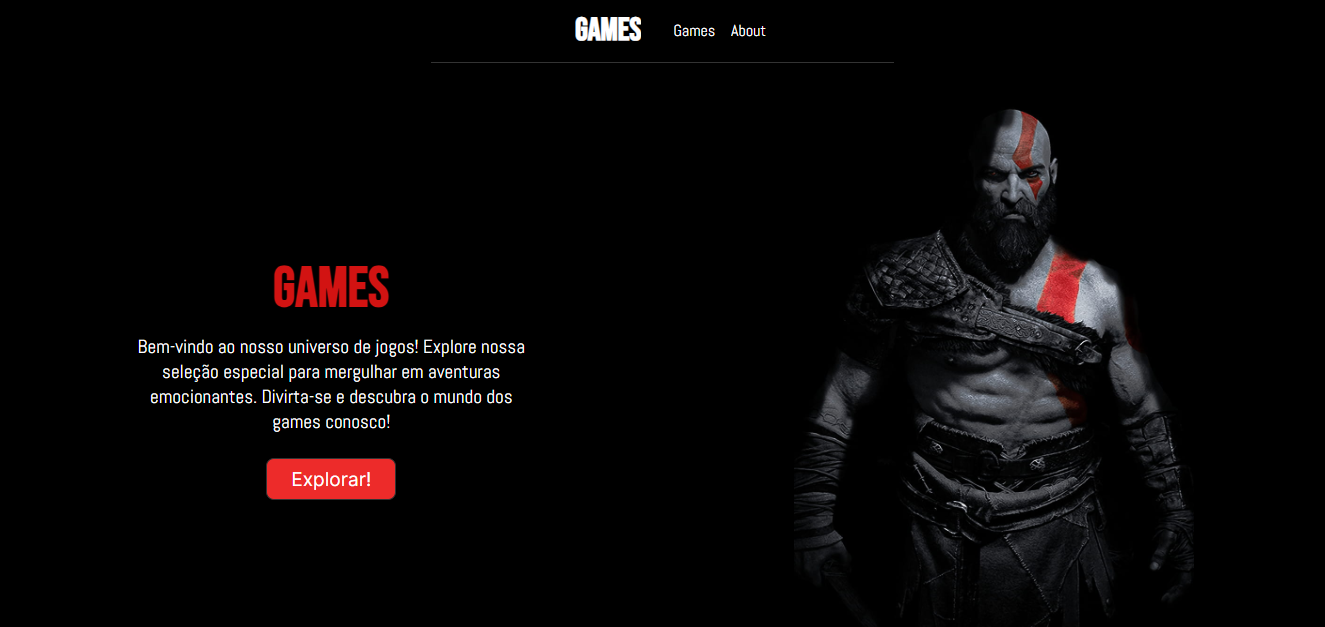 GAMES Games About
GAMES
Bem-vindo ao nosso universo de jogos! Explore nossa
seleção especial para mergulhar em aventuras
emocionantes. Divirta-se e descubra o mundo dos
games conosco!
Explorar!